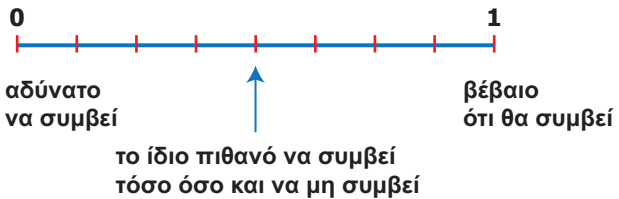 0 1
αδύνατο βέβαιο
να συμβεί ότι θα συμβεί
το ίδιο πιθανό να συμβεί
τόσο όσο και να μη συμβεί